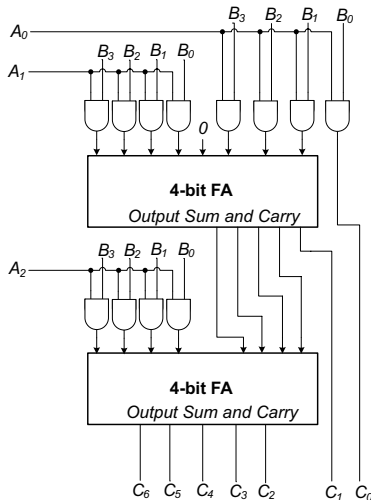 A0 B3 B2 B1 B0
A1 B3 B2 B1 B0
0
4-bit FA
Output Sum and Carry
A2 B3 B2 B1 B0
4-bit FA
Output Sum and Carry
C6 C5 C4 C3 C2 C1 C0